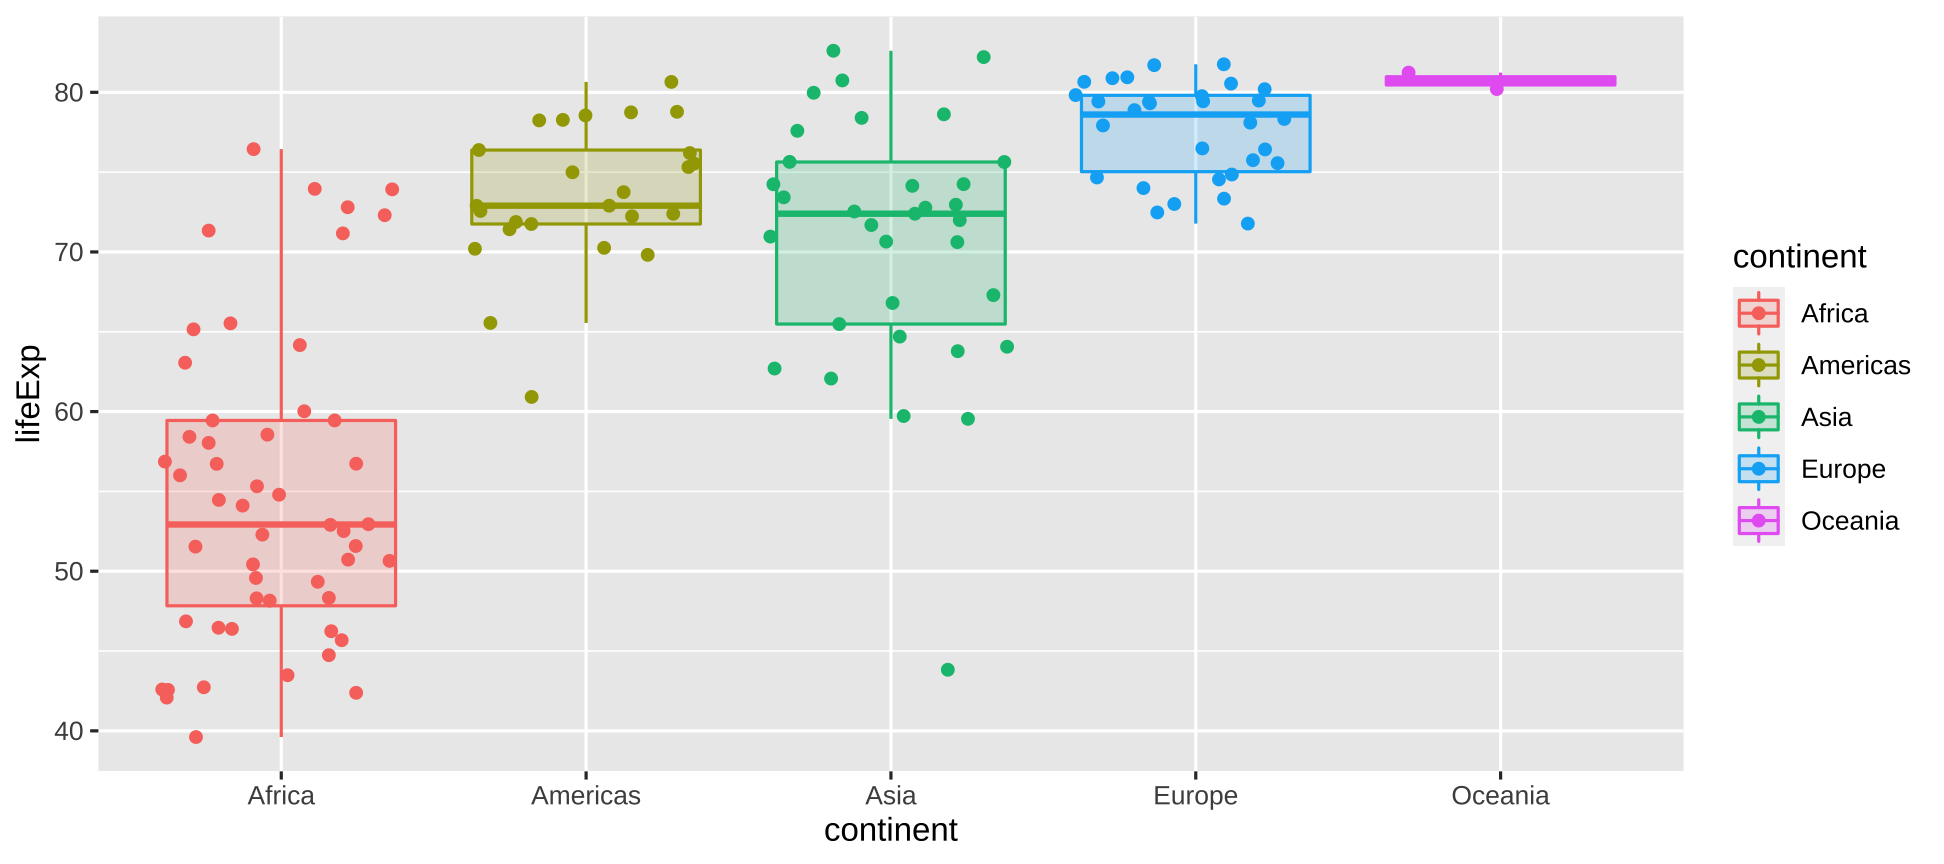 lifeExp
80
70
60
50
40
Africa
Americas
Asia
Europe
Oceania
continent
continent
Africa
Americas
Asia
Europe
Oceania